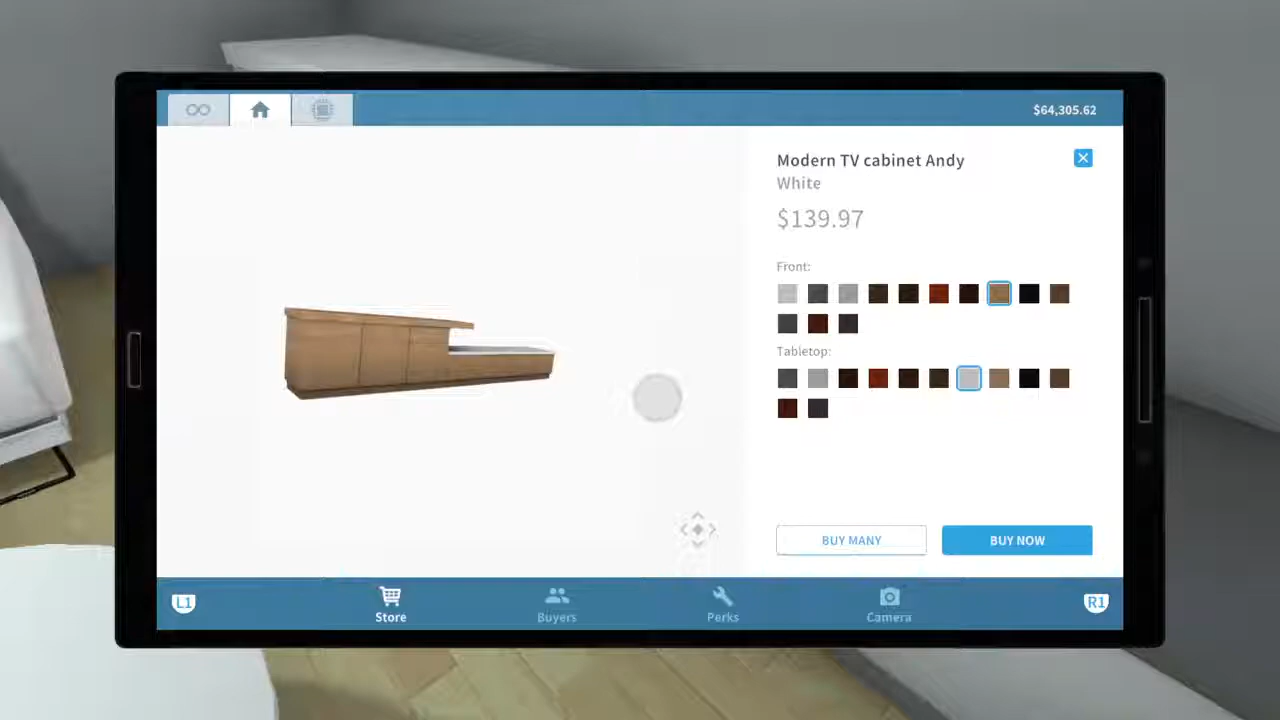 $64,305.62
Modern TV cabinet Andy
White
$139.97
Front:
Tabletop:
BUY MANY
BUY NOW
L1
Store
Buyers
Perks
Camera
R1